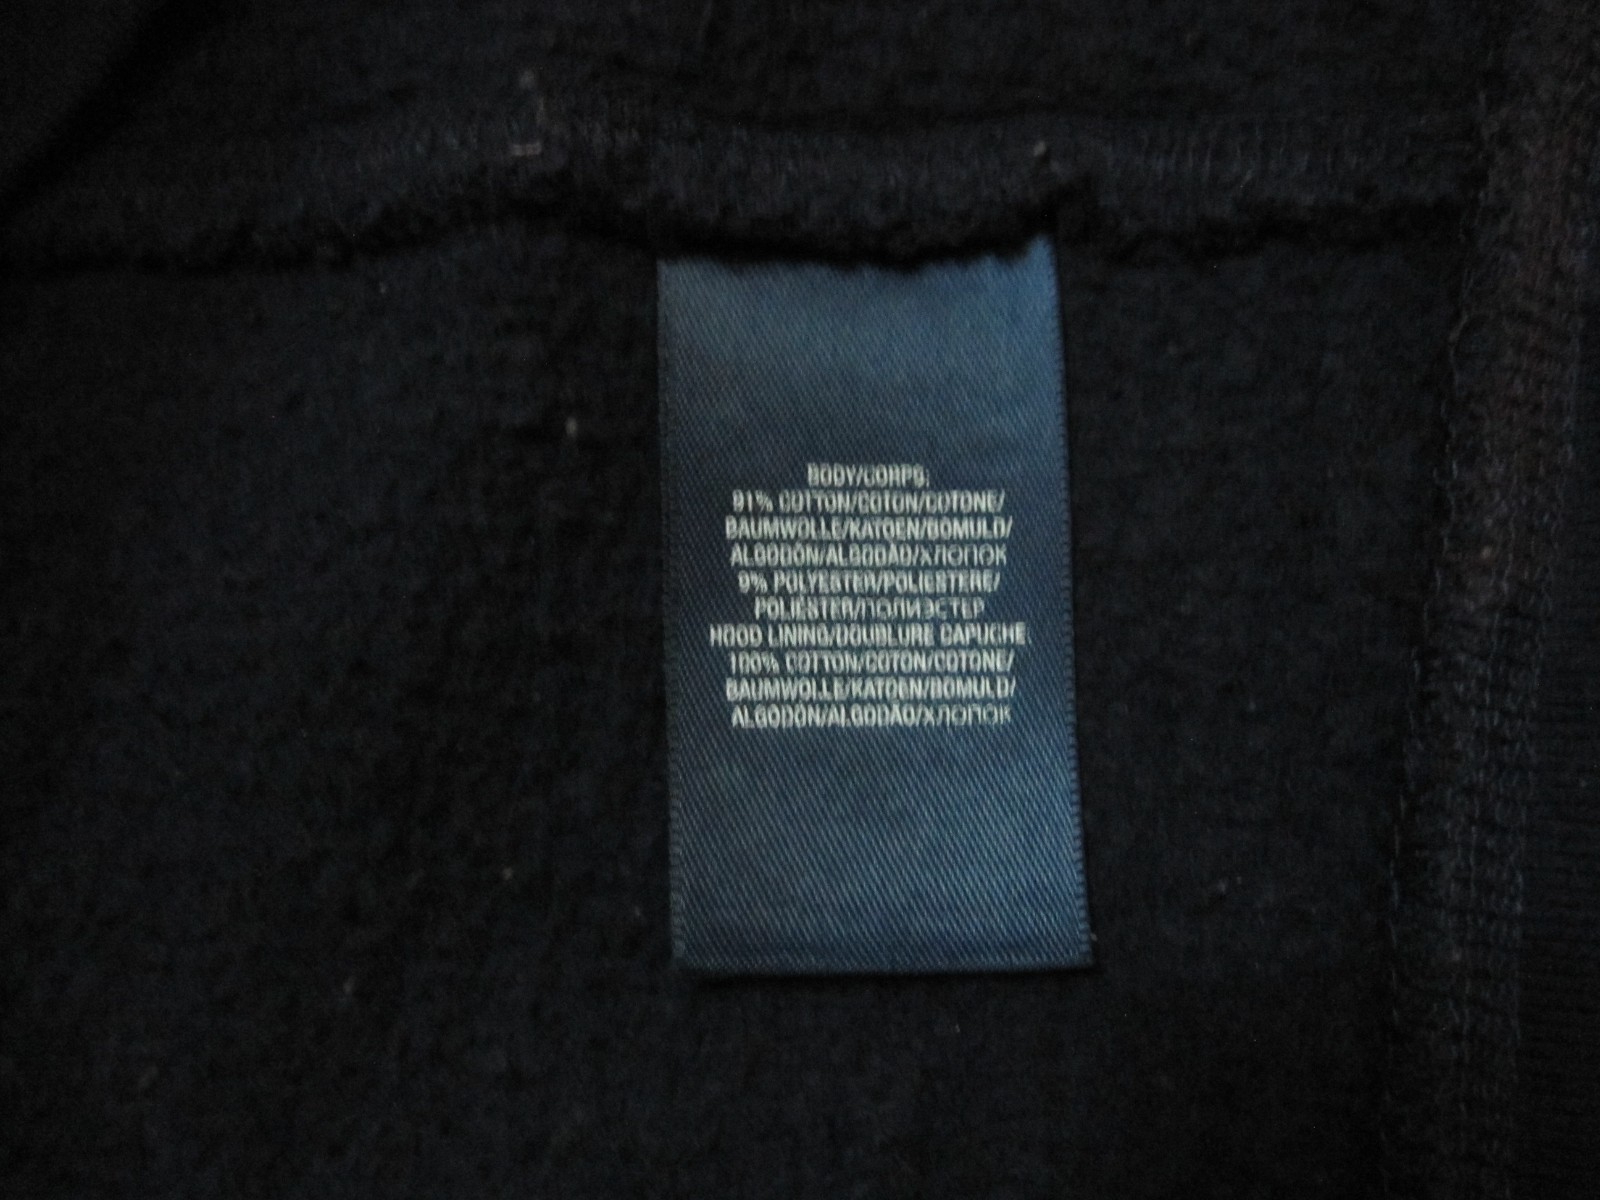 BODY/CORPS:
91% COTTON/COTON/COTONE/
BAUMWOLLE/KATOEN/BOMULD/
ALGODÓN/ALGODÃO/ХЛОПОК
9% POLYESTER/POLIESTERE/
POLIÉSTER/ПОЛИЭСТЕР
HOOD LINING/DOUBLURE CAPUCHE
100% COTTON/COTON/COTONE/
BAUMWOLLE/KATOEN/BOMULD/
ALGODÓN/ALGODÃO/ХЛОПОК